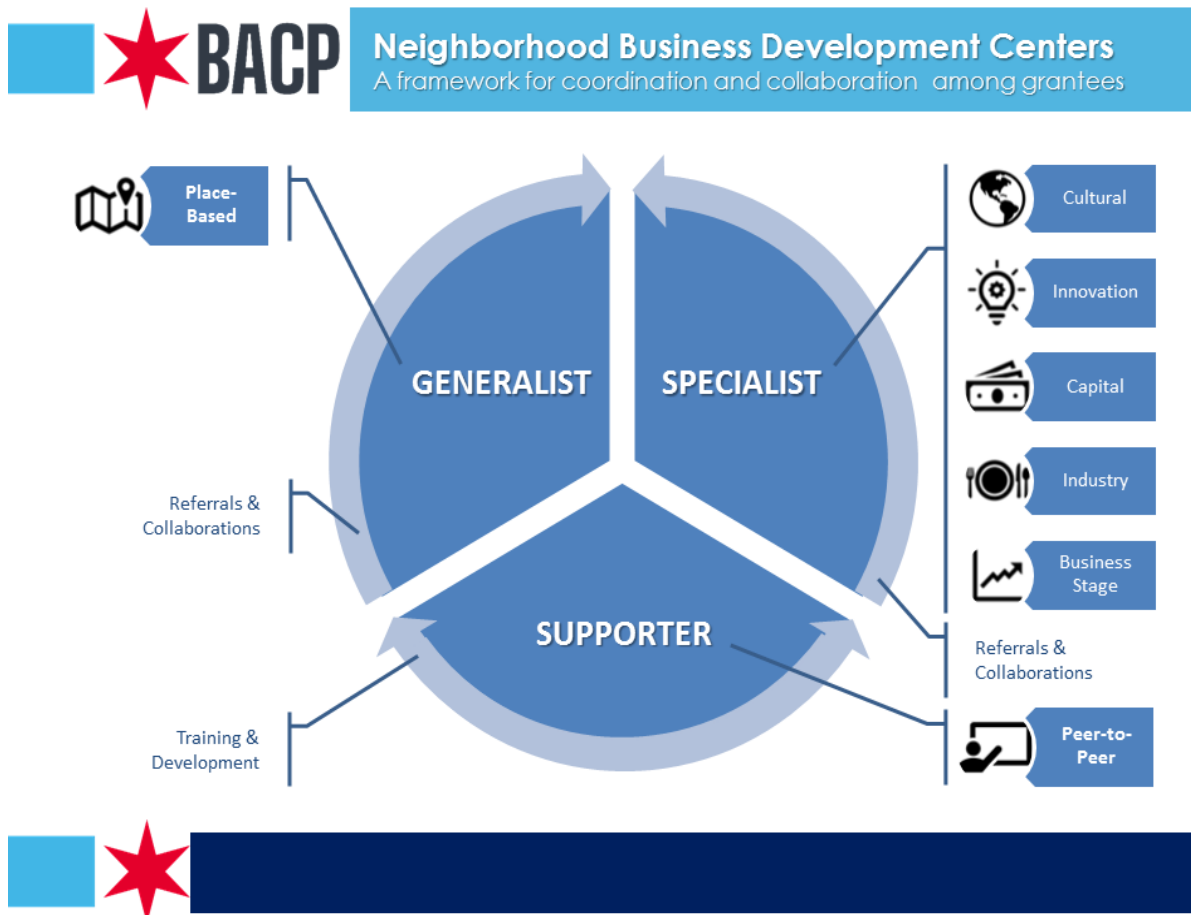 BACP
Neighborhood Business Development Centers
A framework for coordination and collaboration among grantees
Place-
Based
GENERALIST
SPECIALIST
SUPPORTER
Referrals &
Collaborations
Training &
Development
Cultural
Innovation
Capital
Industry
Business
Stage
Referrals &
Collaborations
Peer-to-
Peer